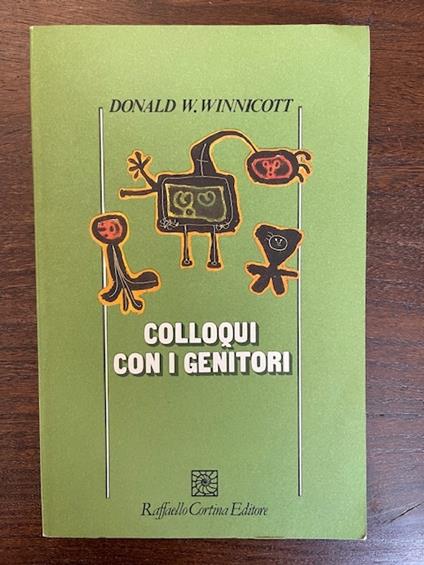 DONALD W. WINNICOTT
COLLOQUI
CON I GENITORI
Raffaello Cortina Editore